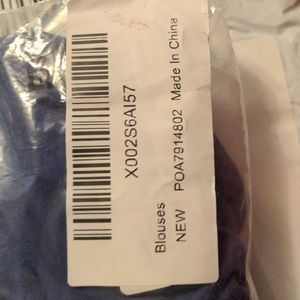 X002S6AI57
Blouses
NEW POA7914802 Made In China